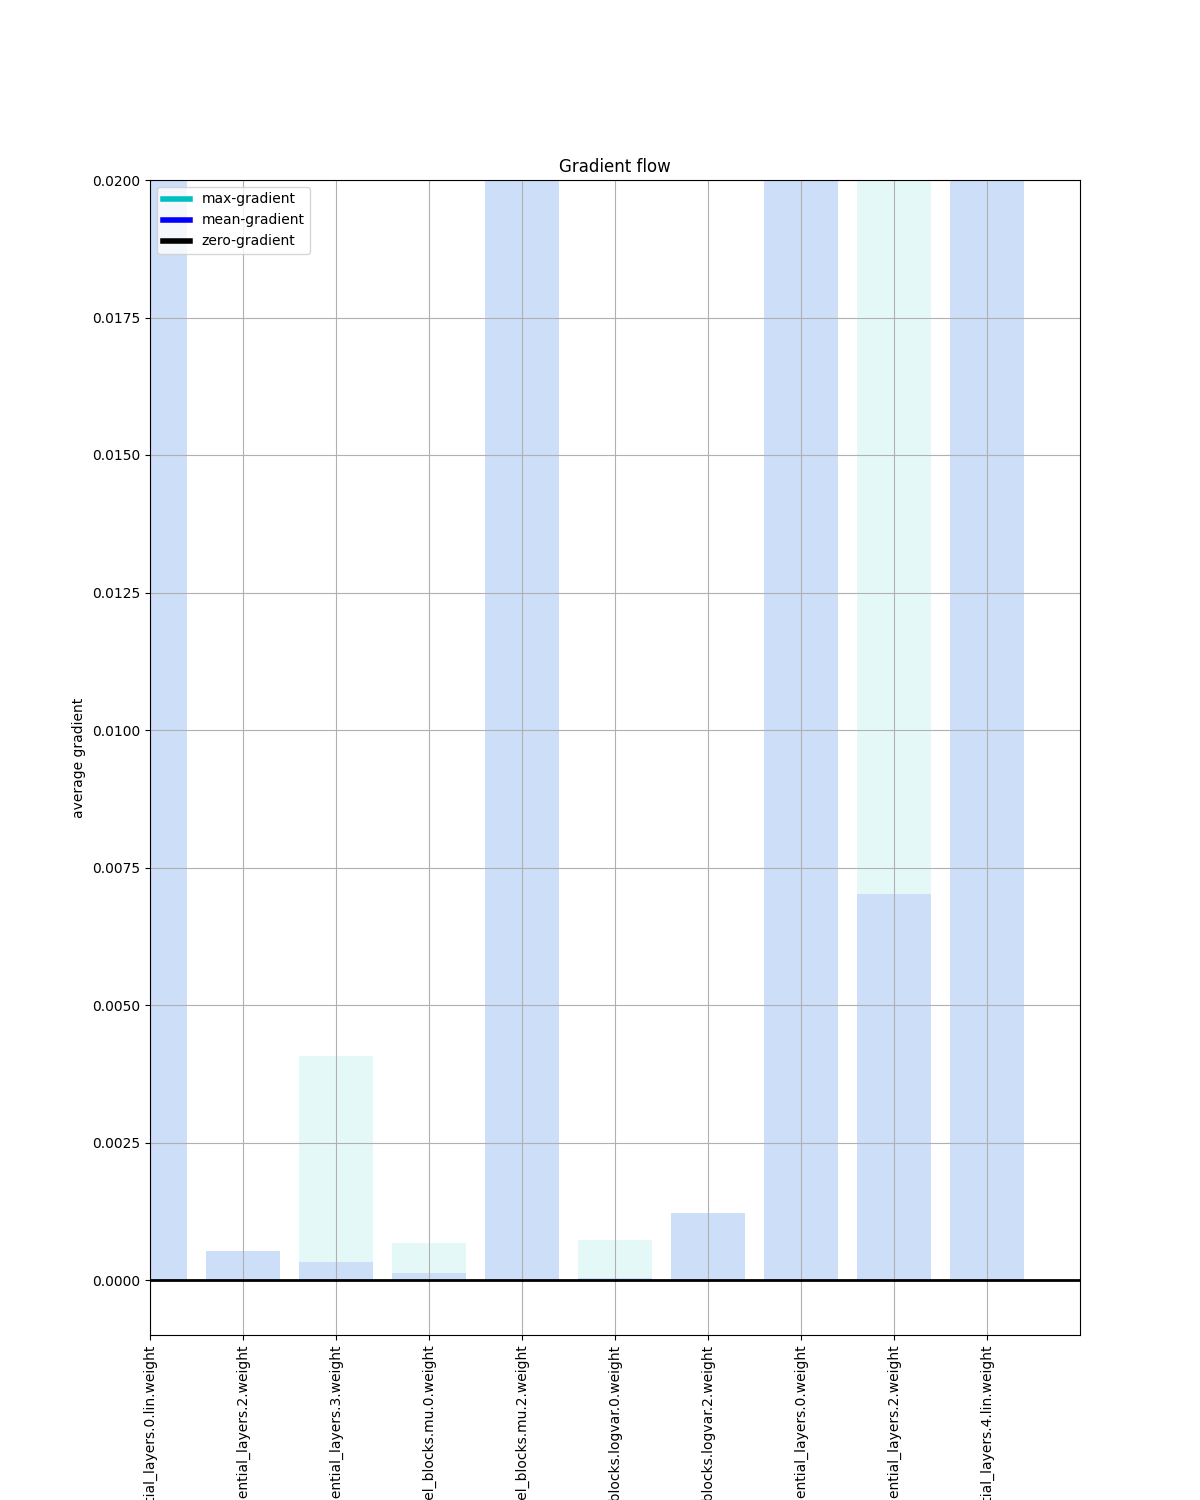 Gradient flow
max-gradient
mean-gradient
zero-gradient
0.0200
0.0175
0.0150
0.0125
0.0100
0.0075
0.0050
0.0025
0.0000
average gradient
tial_layers.0.lin.weight
ential_layers.2.weight
ential_layers.3.weight
el_blocks.mu.0.weight
el_blocks.mu.2.weight
blocks.logvar.0.weight
blocks.logvar.2.weight
ential_layers.0.weight
ential_layers.2.weight
tial_layers.4.lin.weight